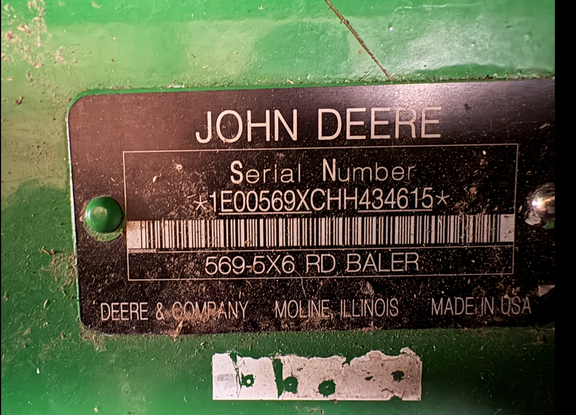 JOHN DEERE
Serial Number
*1E00569XCHH434615*
569-5X6 RD BALER
DEERE & COMPANY MOLINE, ILLINOIS MADE IN USA